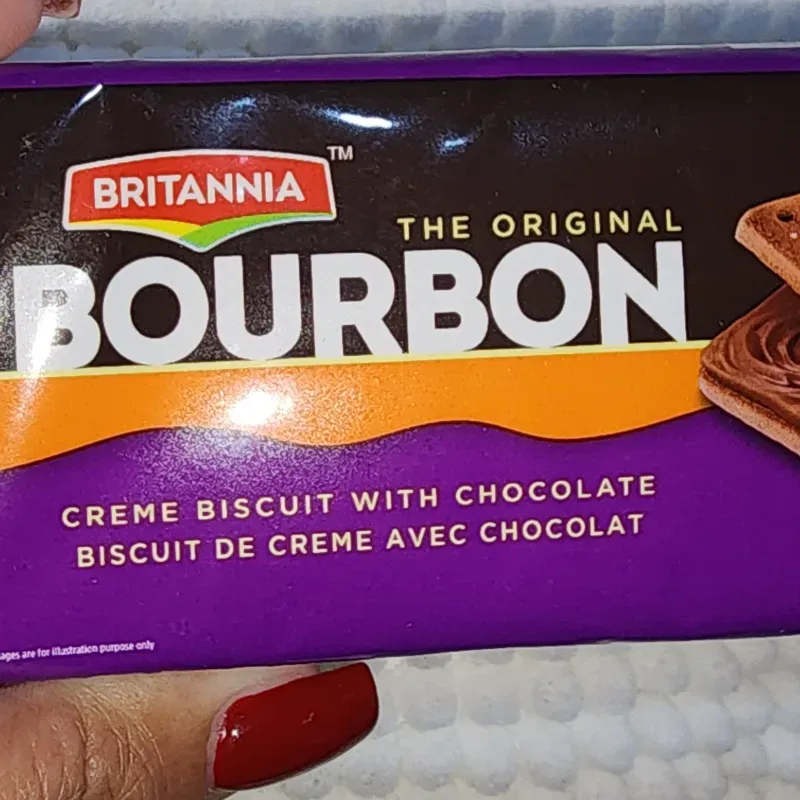 BRITANNIA
TM
THE ORIGINAL
BOURBON
CREME BISCUIT WITH CHOCOLATE
BISCUIT DE CREME AVEC CHOCOLAT
ages are for illustration purpose only